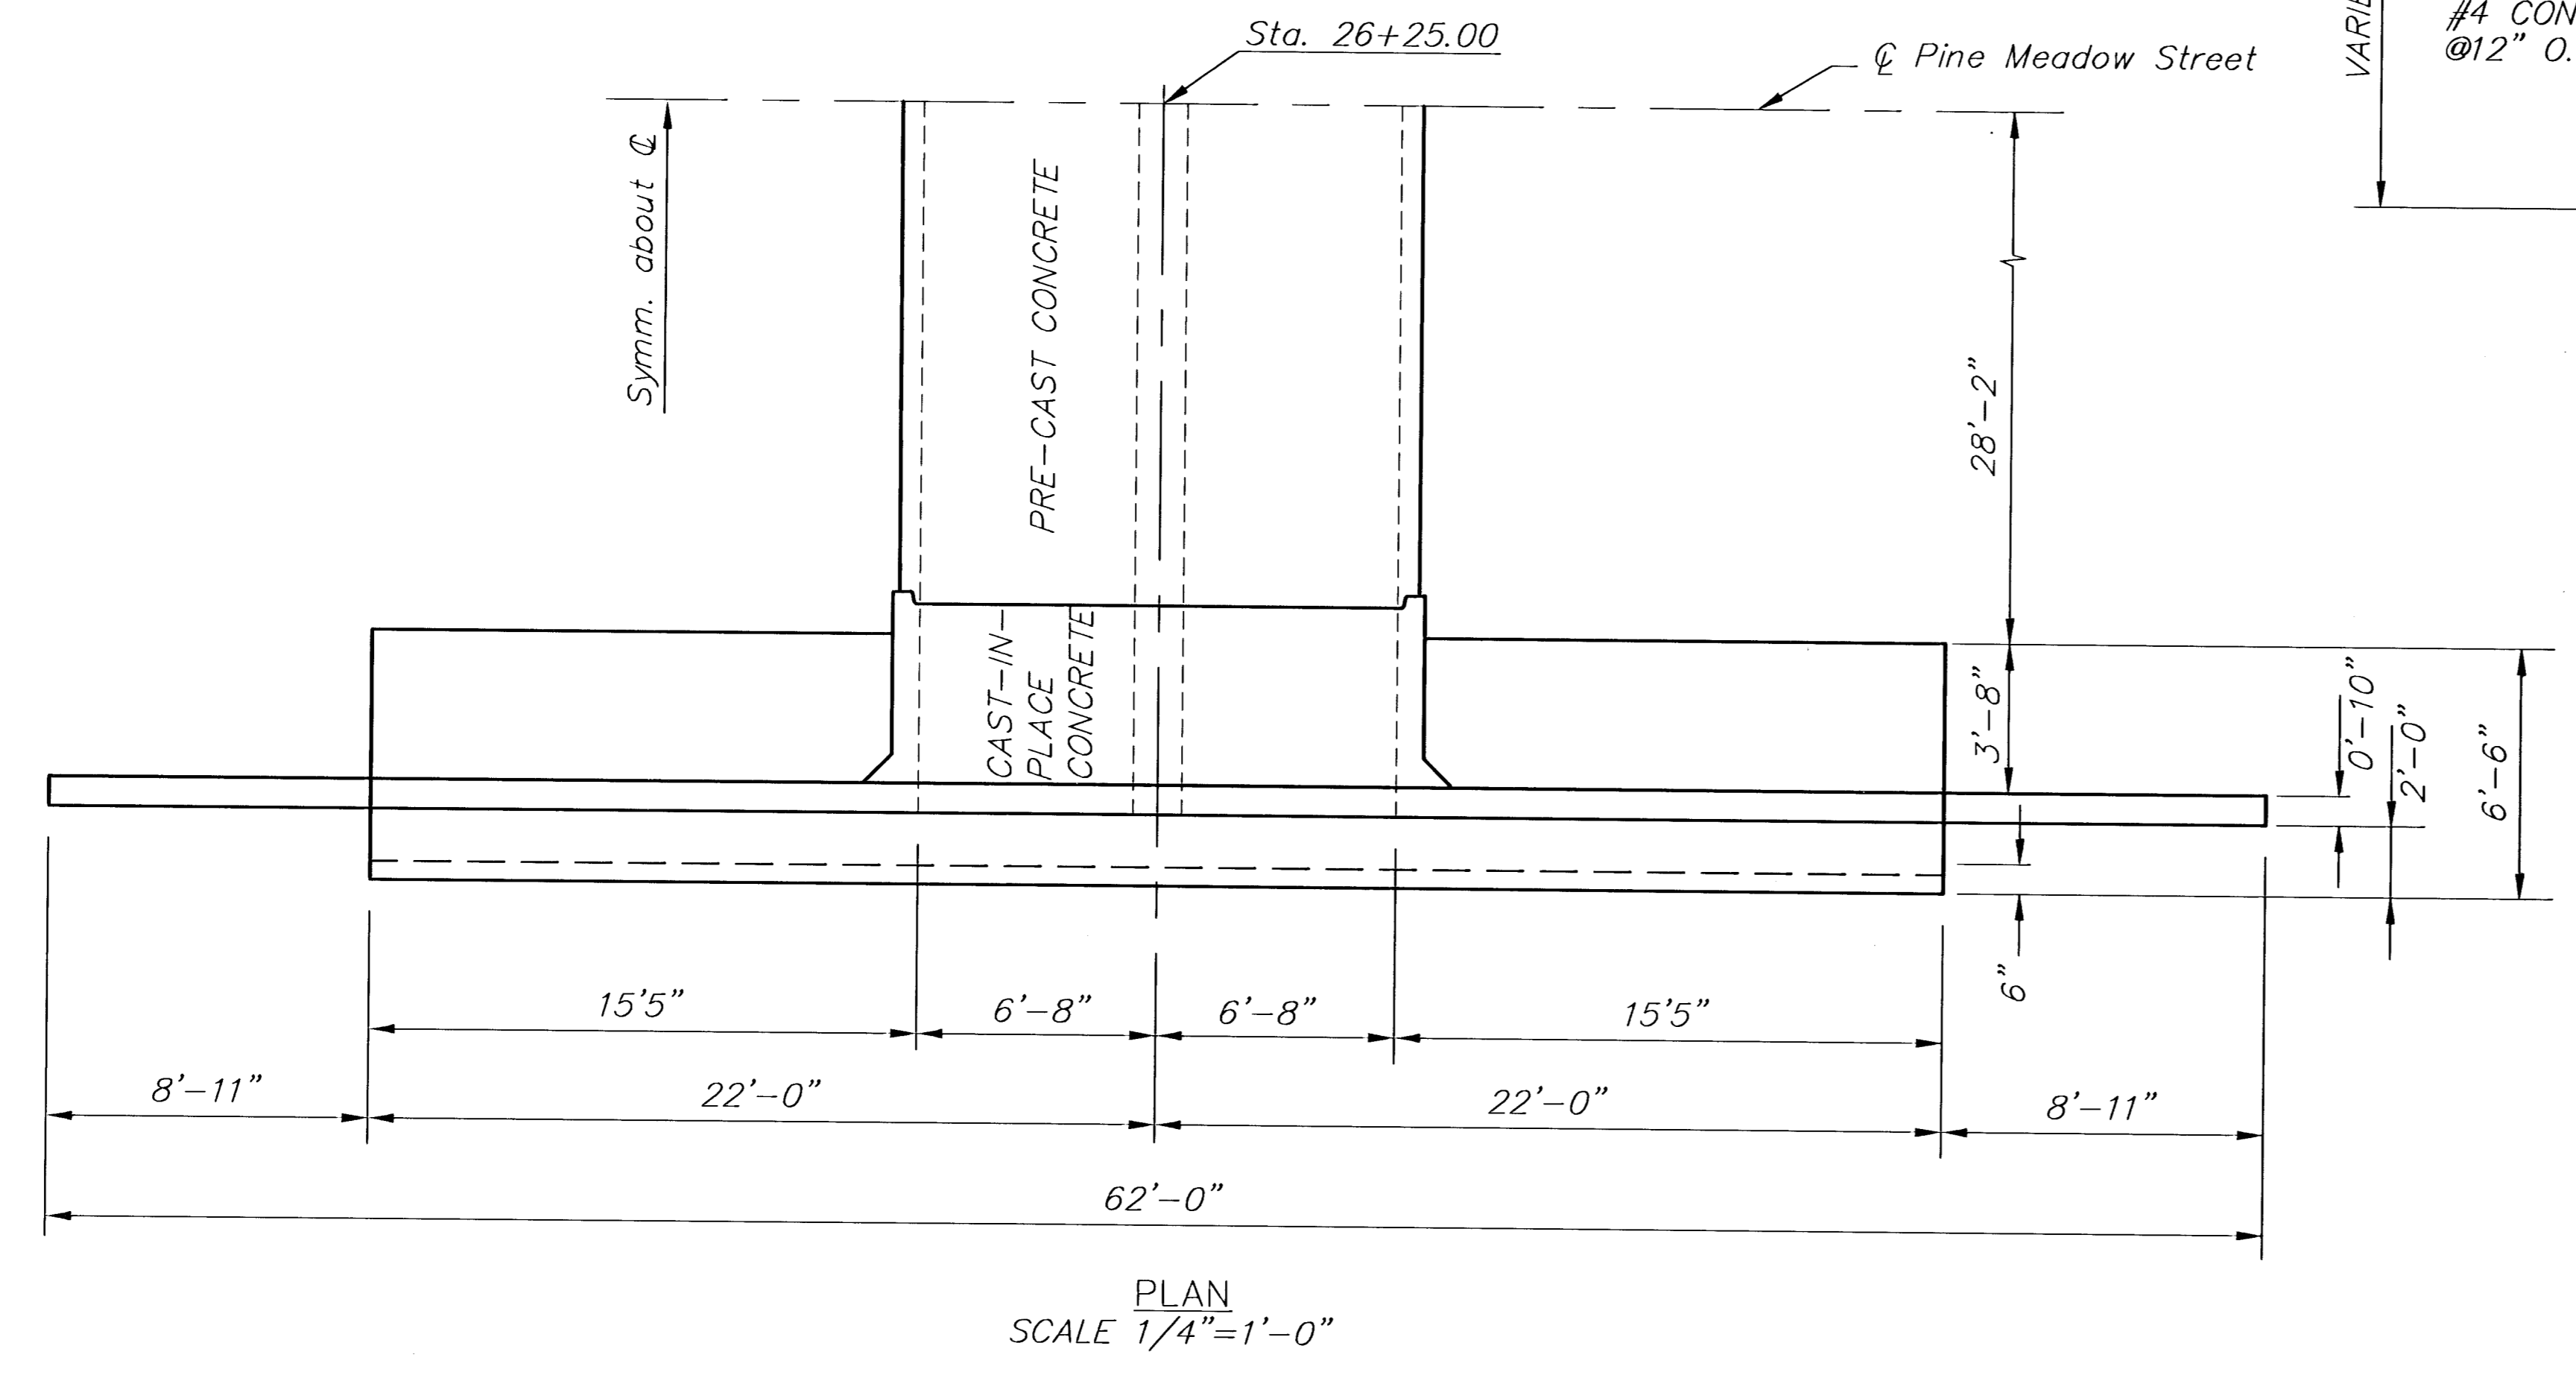 Sta. 26+25.00
℄ Pine Meadow Street
#4 CON
@12" O.
Symm. about ℄
PRE-CAST CONCRETE
28'-2"
CAST-IN-
PLACE
CONCRETE
3'-8"
0'-10"
2'-0"
6'-6"
6"
15'5"
6'-8"
6'-8"
15'5"
8'-11"
22'-0"
22'-0"
8'-11"
62'-0"
PLAN
SCALE 1/4"=1'-0"